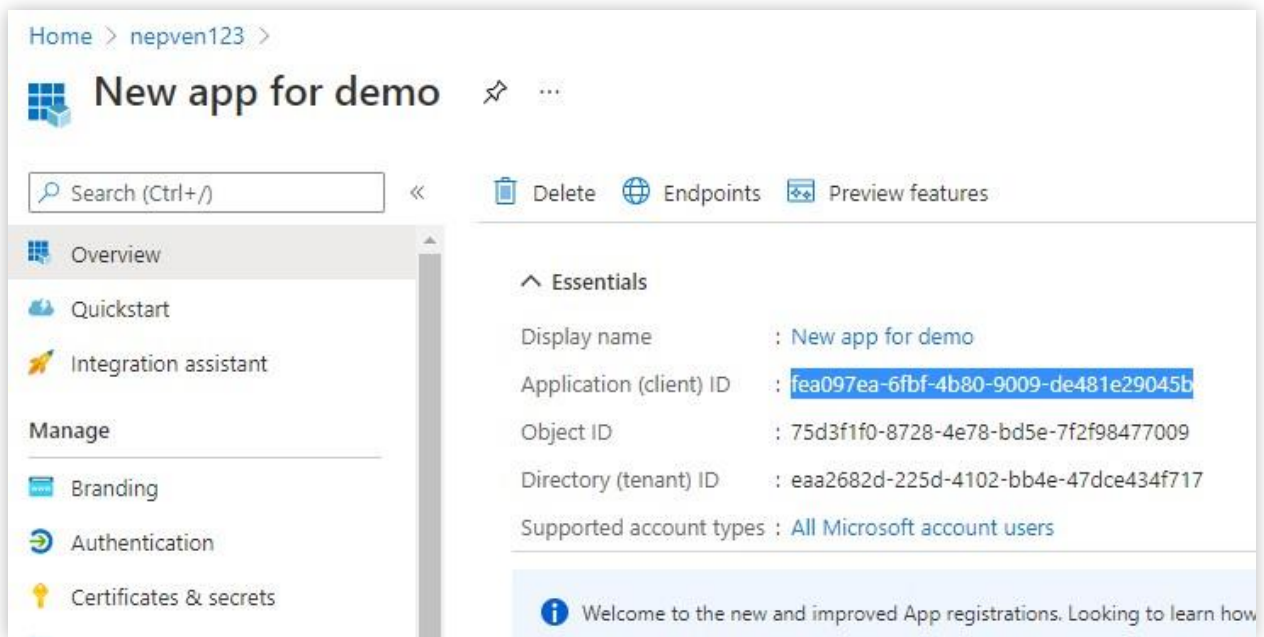 Home > nepven123 >
New app for demo ...
Search (Ctrl+/) «
Delete Endpoints Preview features
Overview
Quickstart
Integration assistant
Manage
Branding
Authentication
Certificates & secrets
Essentials
Display name : New app for demo
Application (client) ID : fea097ea-6fbf-4b80-9009-de481e29045b
Object ID : 75d3f1f0-8728-4e78-bd5e-7f2f98477009
Directory (tenant) ID : eaa2682d-225d-4102-bb4e-47dce434f717
Supported account types : All Microsoft account users
Welcome to the new and improved App registrations. Looking to learn how